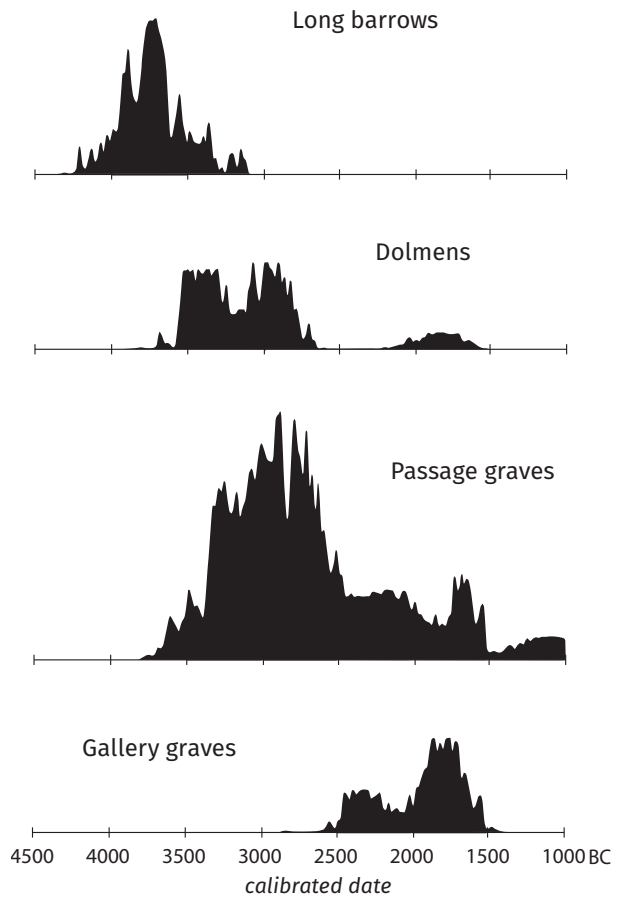 Long barrows
Dolmens
Passage graves
Gallery graves
4500 4000 3500 3000 2500 2000 1500 1000 BC
calibrated date